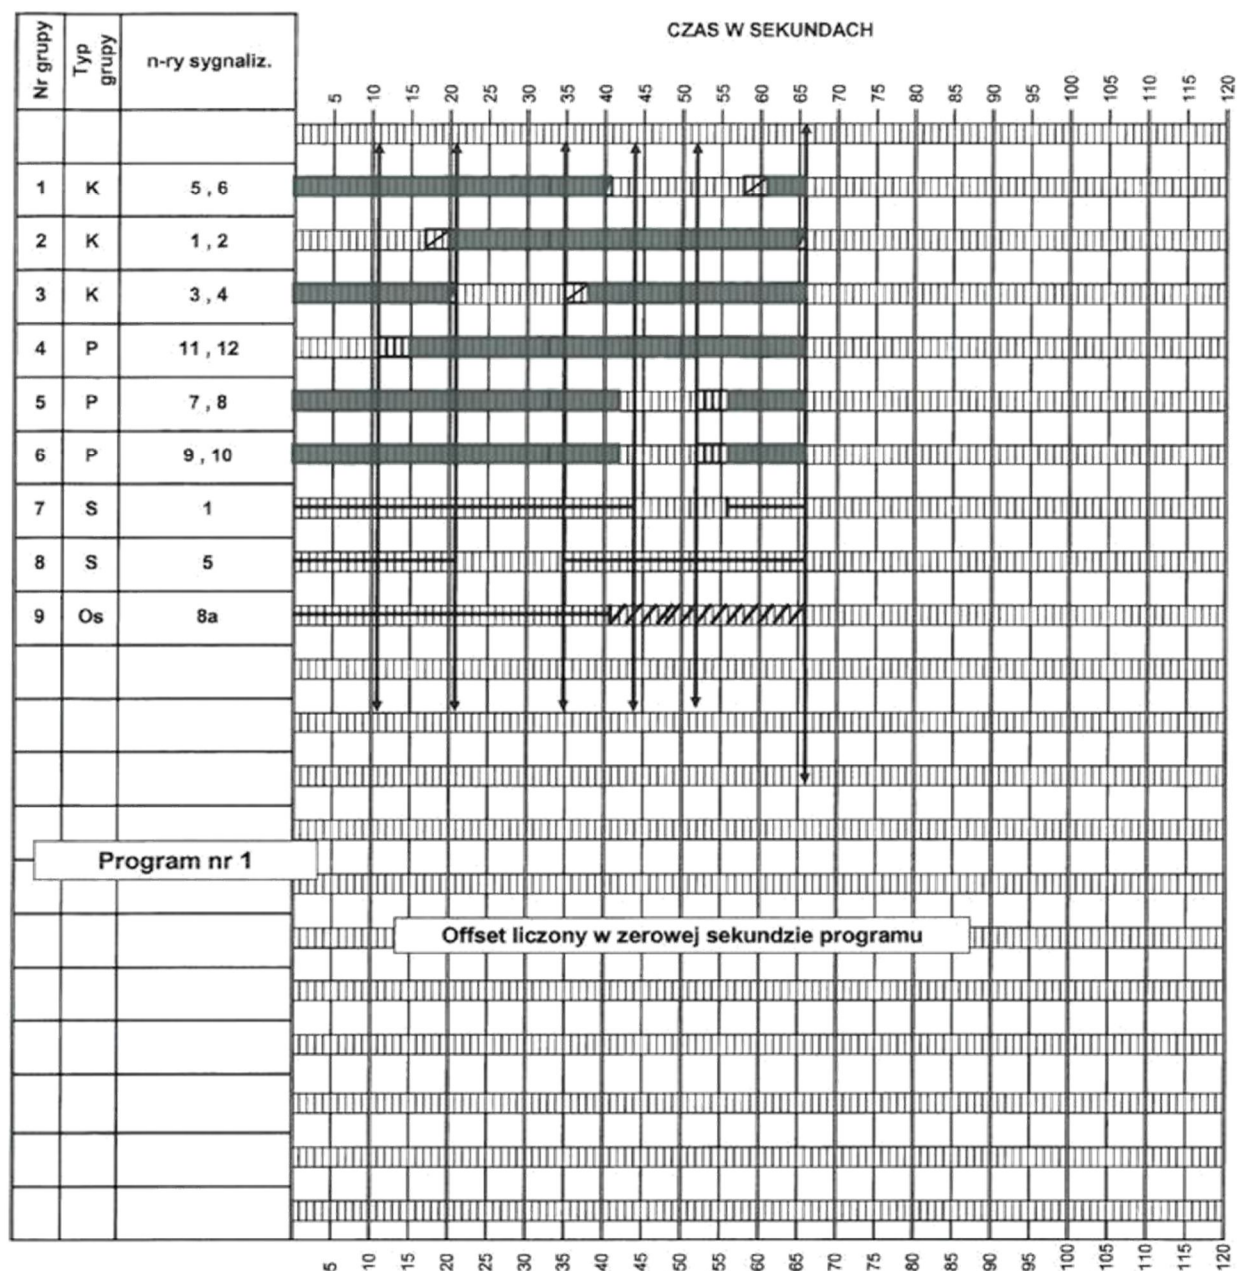 CZAS W SEKUNDACH
Nr grupy Typ grupy n-ry sygnaliz.
5 10 15 20 25 30 35 40 45 50 55 60 65 70 75 80 85 90 95 100 105 110 115 120
1 K 5 , 6
2 K 1 , 2
3 K 3 , 4
4 P 11 , 12
5 P 7 , 8
6 P 9 , 10
7 S 1
8 S 5
9 Os 8a
Program nr 1
Offset liczony w zerowej sekundzie programu
5 10 15 20 25 30 35 40 45 50 55 60 65 70 75 80 85 90 95 100 105 110 115 120